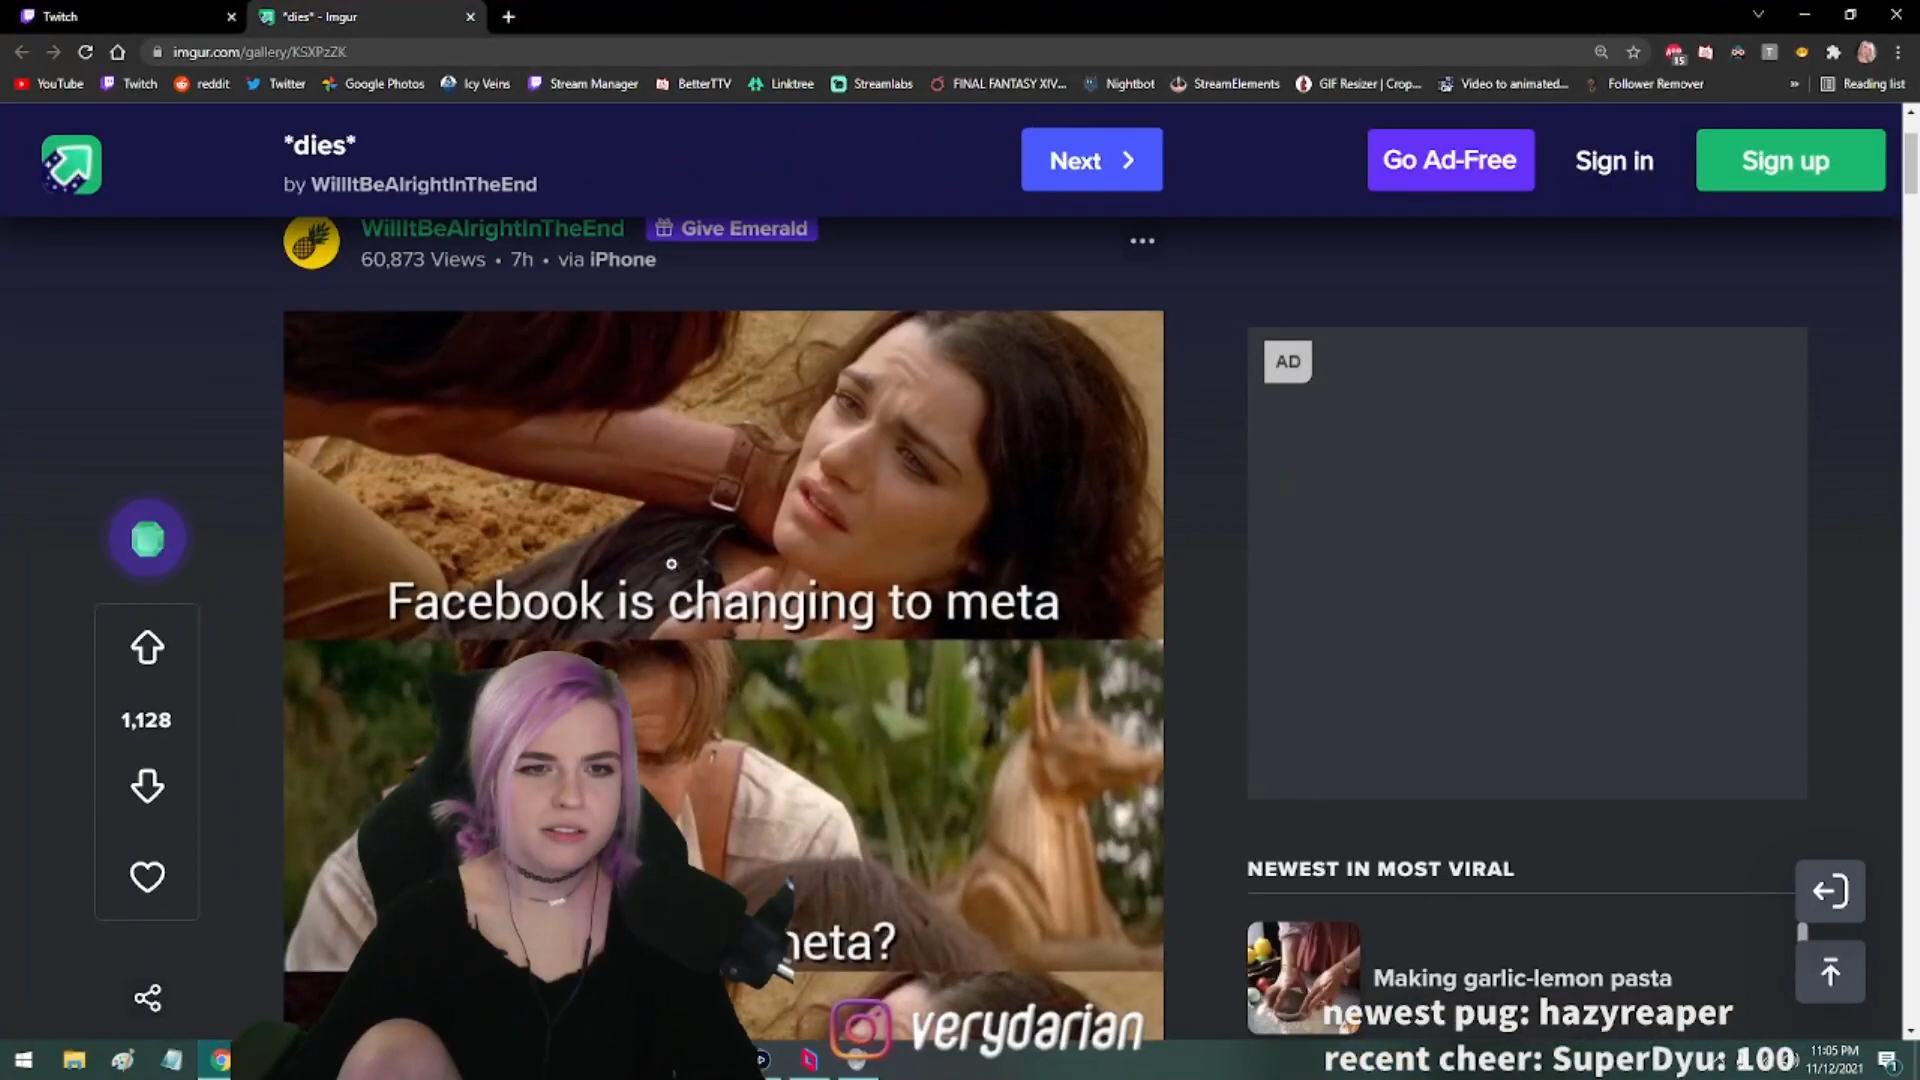 Twitch
*dies* - Imgur
imgur.com/gallery/KSXPzZK
15
YouTube Twitch reddit Twitter Google Photos Icy Veins Stream Manager BetterTTV Linktree Streamlabs FINAL FANTASY XIV... Nightbot StreamElements GIF Resizer | Crop... Video to animated... Follower Remover » Reading list
*dies*
by WillItBeAlrightInTheEnd
Next
Go Ad-Free
Sign in
Sign up
WillItBeAlrightInTheEnd
Give Emerald
60,873 Views • 7h • via iPhone
AD
Facebook is changing to meta
1,128
meta?
NEWEST IN MOST VIRAL
Making garlic-lemon pasta
newest pug: hazyreaper
verydarian
recent cheer: SuperDyu: 100
11:05 PM
11/12/2021